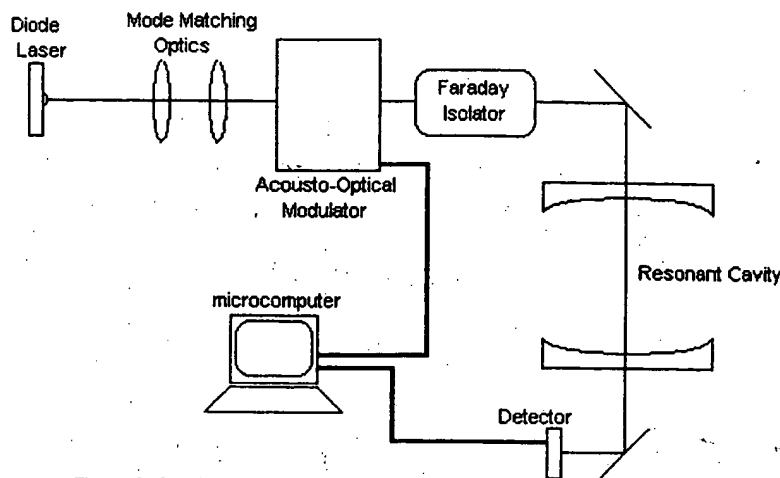 Diode
Laser
Mode Matching
Optics
Faraday
Isolator
Acousto-Optical
Modulator
Resonant Cavity
microcomputer
Detector